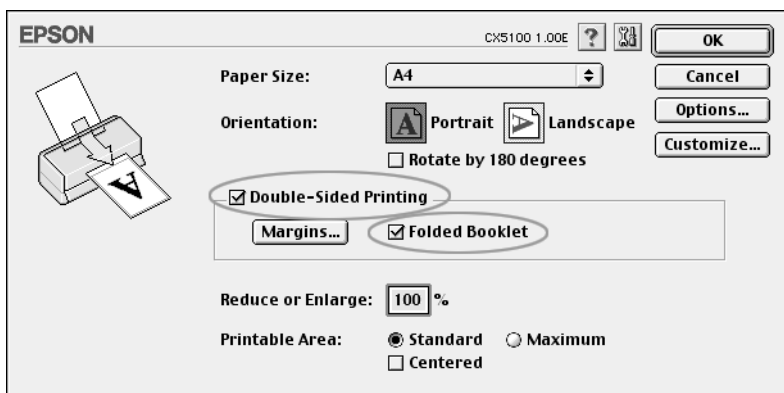 EPSON
CX5100 1.00E ? OK
Paper Size: A4 Cancel
Orientation: A Portrait A Landscape Options...
Rotate by 180 degrees Customize...
Double-Sided Printing
Margins... Folded Booklet
Reduce or Enlarge: 100 %
Printable Area: Standard Maximum
Centered
A